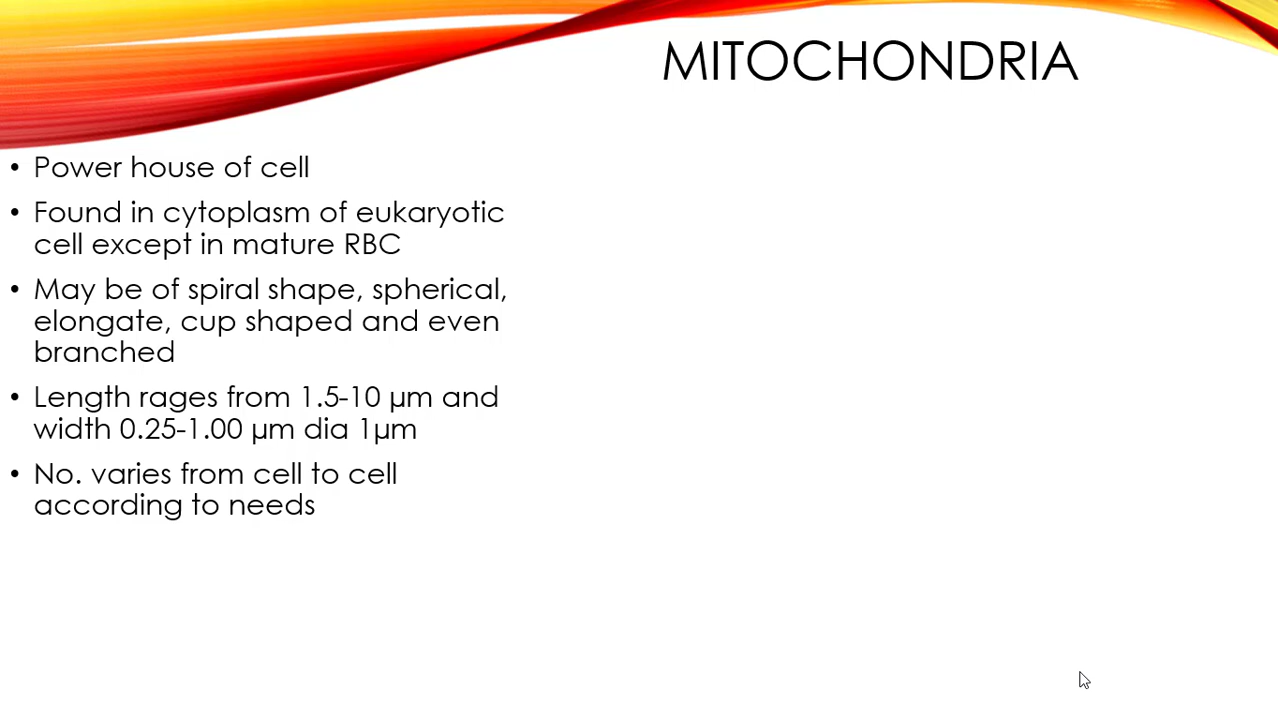 MITOCHONDRIA
• Power house of cell
• Found in cytoplasm of eukaryotic
cell except in mature RBC
• May be of spiral shape, spherical,
elongate, cup shaped and even
branched
• Length rages from 1.5-10 µm and
width 0.25-1.00 µm dia 1µm
• No. varies from cell to cell
according to needs